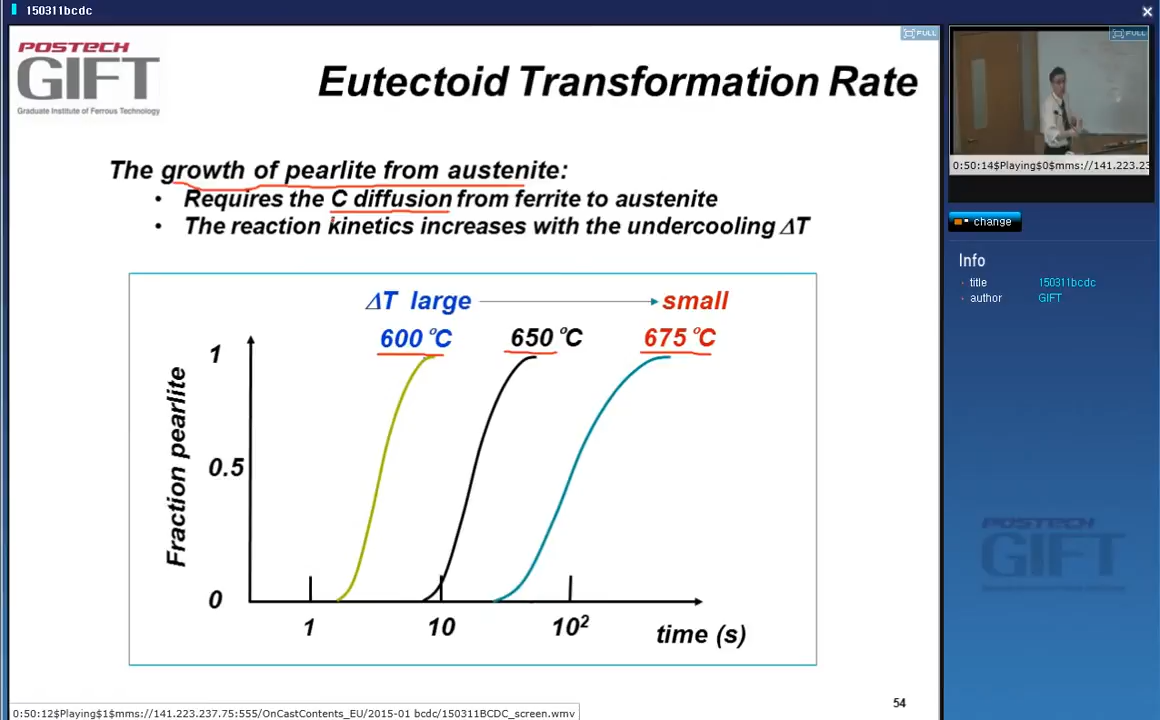 150311bcdc
FULL
FULL
POSTECH
GIFT
Graduate Institute of Ferrous Technology
Eutectoid Transformation Rate
The growth of pearlite from austenite:
• Requires the C diffusion from ferrite to austenite
• The reaction kinetics increases with the undercooling ΔT
ΔT large small
600°C 650°C 675°C
Fraction pearlite
1
0.5
0
1 10 10²
time (s)
54
0:50:12$Playing$1$mms://141.223.237.75:555/OnCastContents_EU/2015-01 bcdc/150311BCDC_screen.wmv
0:50:14$Playing$0$mms://141.223.23
change
Info
title 150311bcdc
author GIFT
POSTECH
GIFT